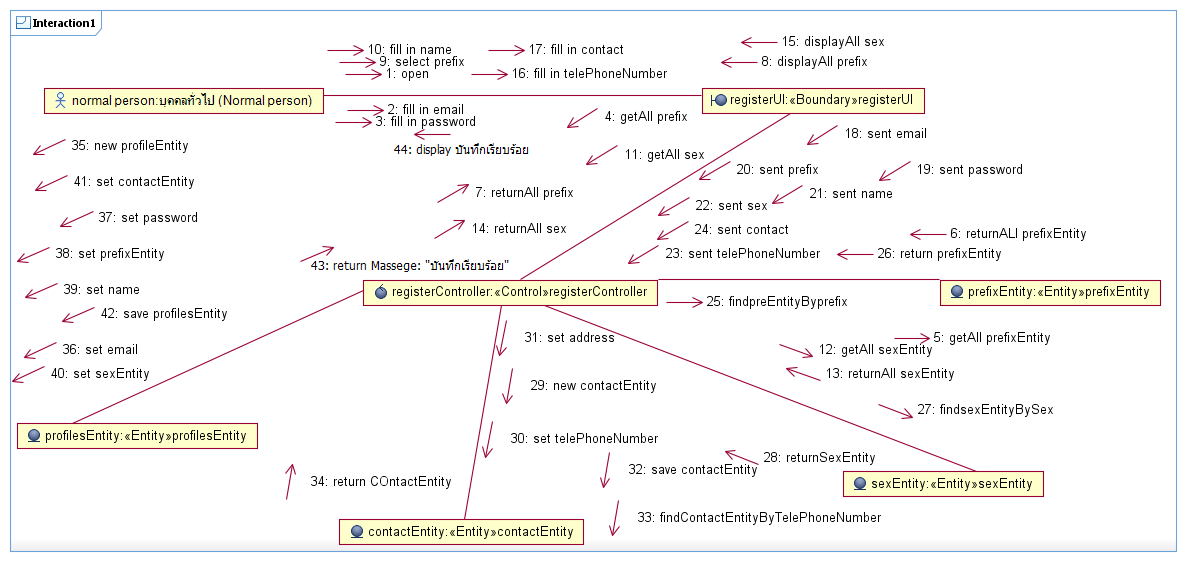 Interaction1
15: displayAll sex
10: fill in name
17: fill in contact
9: select prefix
8: displayAll prefix
1: open
16: fill in telePhoneNumber
normal person:บุคคลทั่วไป (Normal person)
registerUI:«Boundary»registerUI
2: fill in email
3: fill in password
4: getAll prefix
18: sent email
35: new profileEntity
44: display บันทึกเรียบร้อย
11: getAll sex
20: sent prefix
19: sent password
41: set contactEntity
7: returnAll prefix
21: sent name
22: sent sex
37: set password
14: returnAll sex
24: sent contact
6: returnALl prefixEntity
38: set prefixEntity
23: sent telePhoneNumber
26: return prefixEntity
43: return Massege: "บันทึกเรียบร้อย"
39: set name
registerController:«Control»registerController
prefixEntity:«Entity»prefixEntity
25: findpreEntityByprefix
42: save profilesEntity
31: set address
5: getAll prefixEntity
36: set email
12: getAll sexEntity
40: set sexEntity
13: returnAll sexEntity
29: new contactEntity
27: findsexEntityBySex
profilesEntity:«Entity»profilesEntity
30: set telePhoneNumber
28: returnSexEntity
32: save contactEntity
34: return COntactEntity
sexEntity:«Entity»sexEntity
33: findContactEntityByTelePhoneNumber
contactEntity:«Entity»contactEntity